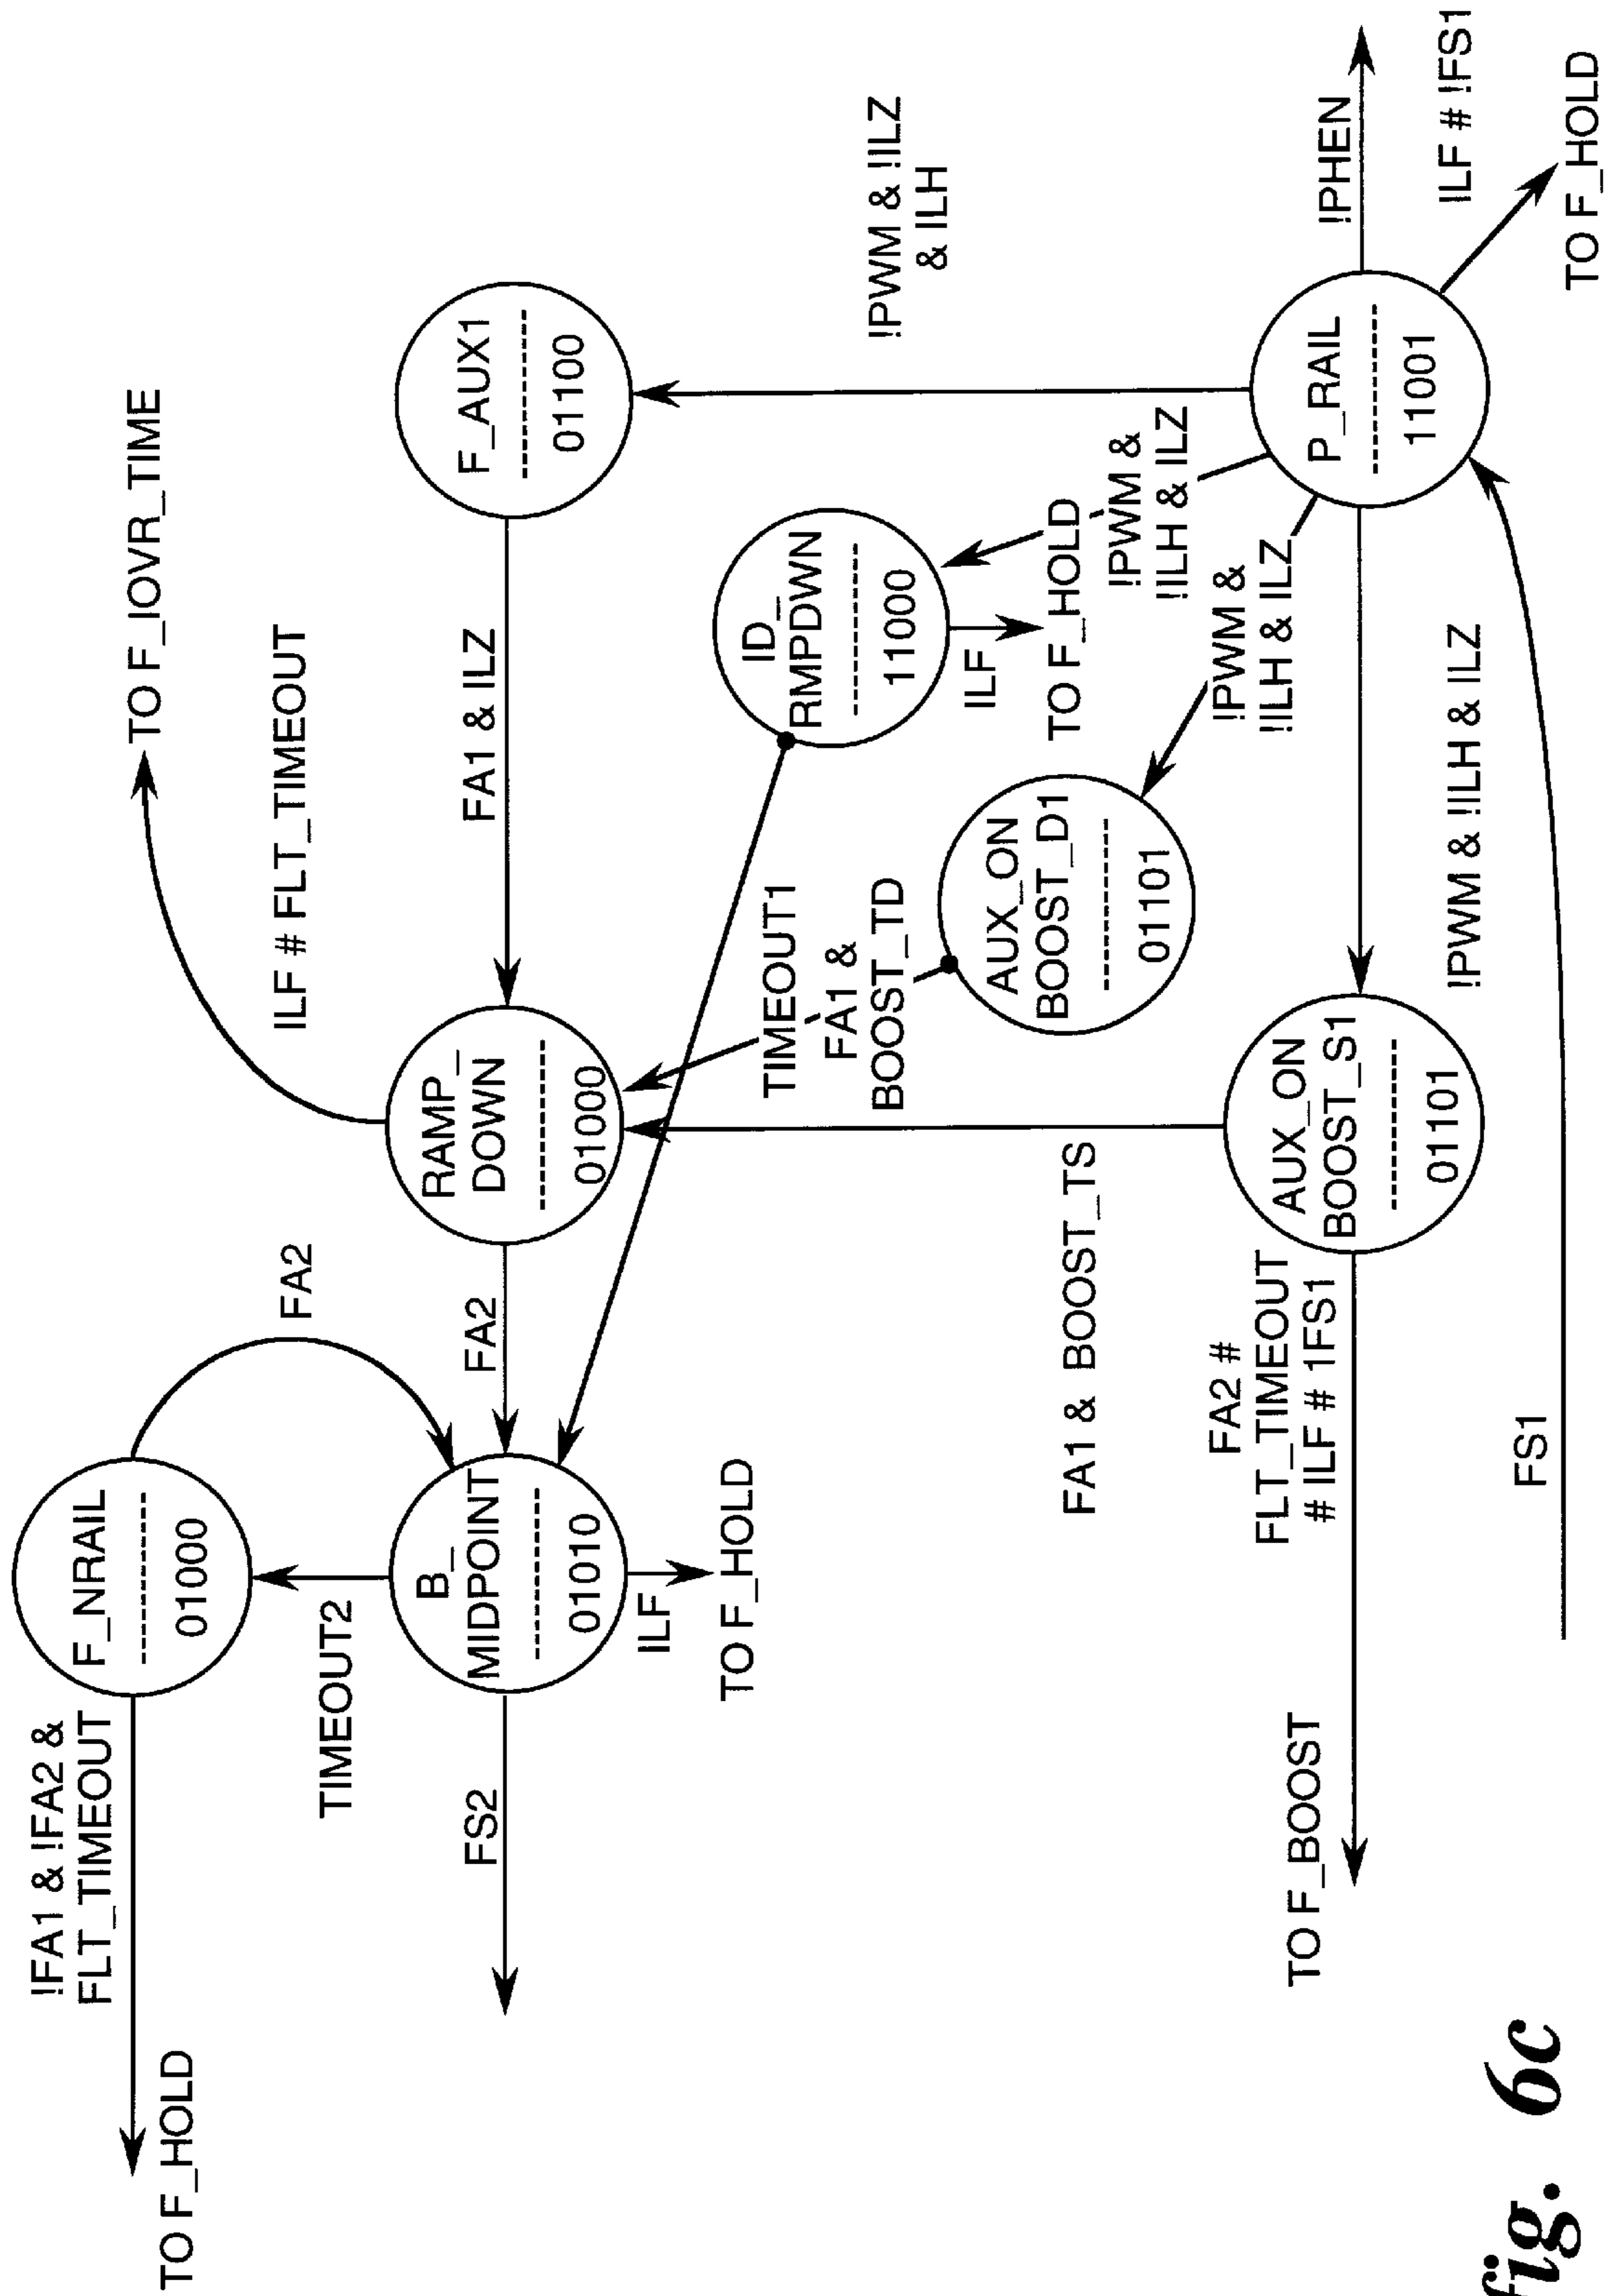 TO F_HOLD
!FA1 & !FA2 &
FLT_TIMEOUT
F_NRAIL
01000
FA2
TO F_IOVR_TIME
ILF # FLT_TIMEOUT
TIMEOUT2
FS2
B_
MIDPOINT
01010
FA2
RAMP_
DOWN
01000
FA1 & ILZ
F_AUX1
01100
ILF
TO F_HOLD
TIMEOUT1
FA1 &
BOOST_TD
ID_
RMPDWN
11000
ILF
TO F_HOLD
!PWM & !ILZ
& ILH
AUX_ON
BOOST_D1
01101
!PWM &
!ILH & ILZ
!PWM &
!ILH & ILZ
FA1 & BOOST_TS
FA2 #
FLT_TIMEOUT
# ILF # 1FS1
TO F_BOOST
AUX_ON
BOOST_S1
01101
P_RAIL
11001
!PHEN
ILF # !FS1
TO F_HOLD
!PWM & !ILH & ILZ
FS1
fig. 6c